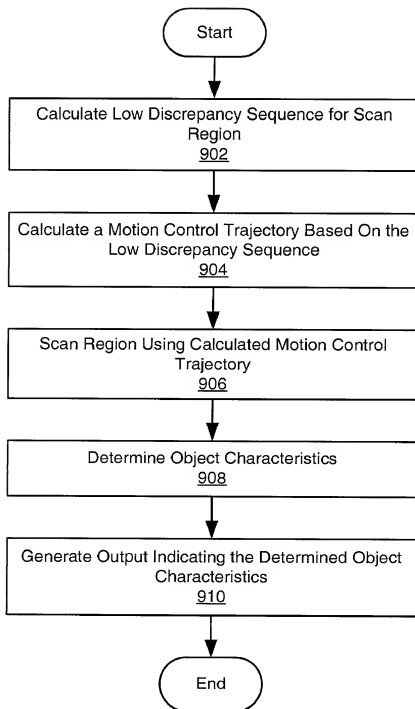 Start
Calculate Low Discrepancy Sequence for Scan
Region
902
Calculate a Motion Control Trajectory Based On the
Low Discrepancy Sequence
904
Scan Region Using Calculated Motion Control
Trajectory
906
Determine Object Characteristics
908
Generate Output Indicating the Determined Object
Characteristics
910
End